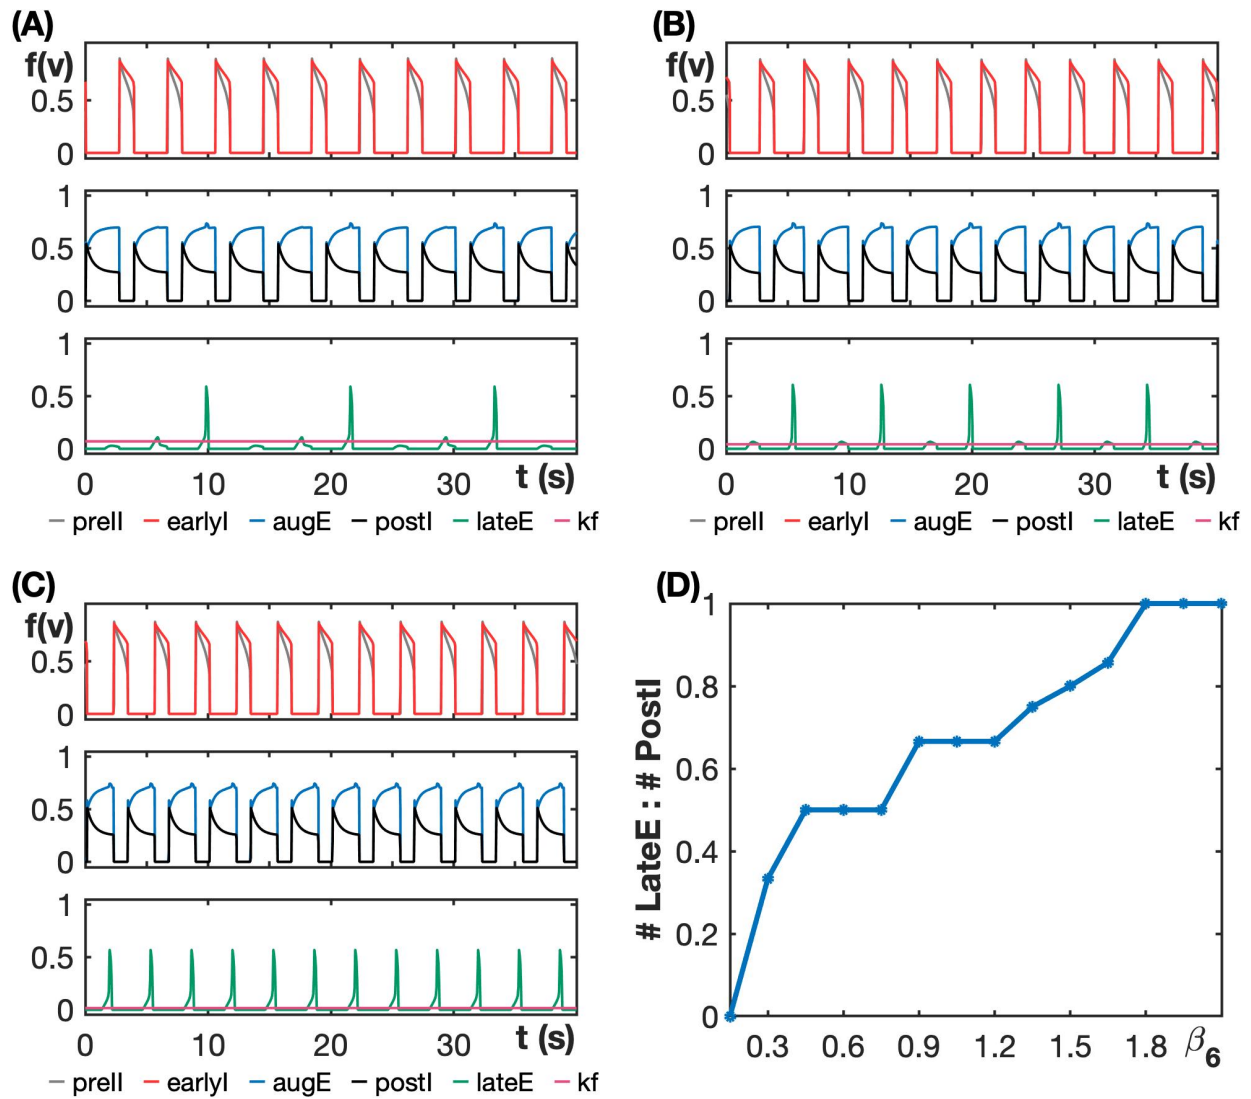 (A)
f(v)
0.5
0
1
0.5
0
1
0.5
0
0 10 20 30 t (s)
preII earlyI augE postI lateE kf
(B)
f(v)
0.5
0
1
0.5
0
1
0.5
0
0 10 20 30 t (s)
preII earlyI augE postI lateE kf
(C)
f(v)
0.5
0
1
0.5
0
1
0.5
0
0 10 20 30 t (s)
preII earlyI augE postI lateE kf
(D)
# LateE : # PostI
1
0.8
0.6
0.4
0.2
0
0.3 0.6 0.9 1.2 1.5 1.8 β6